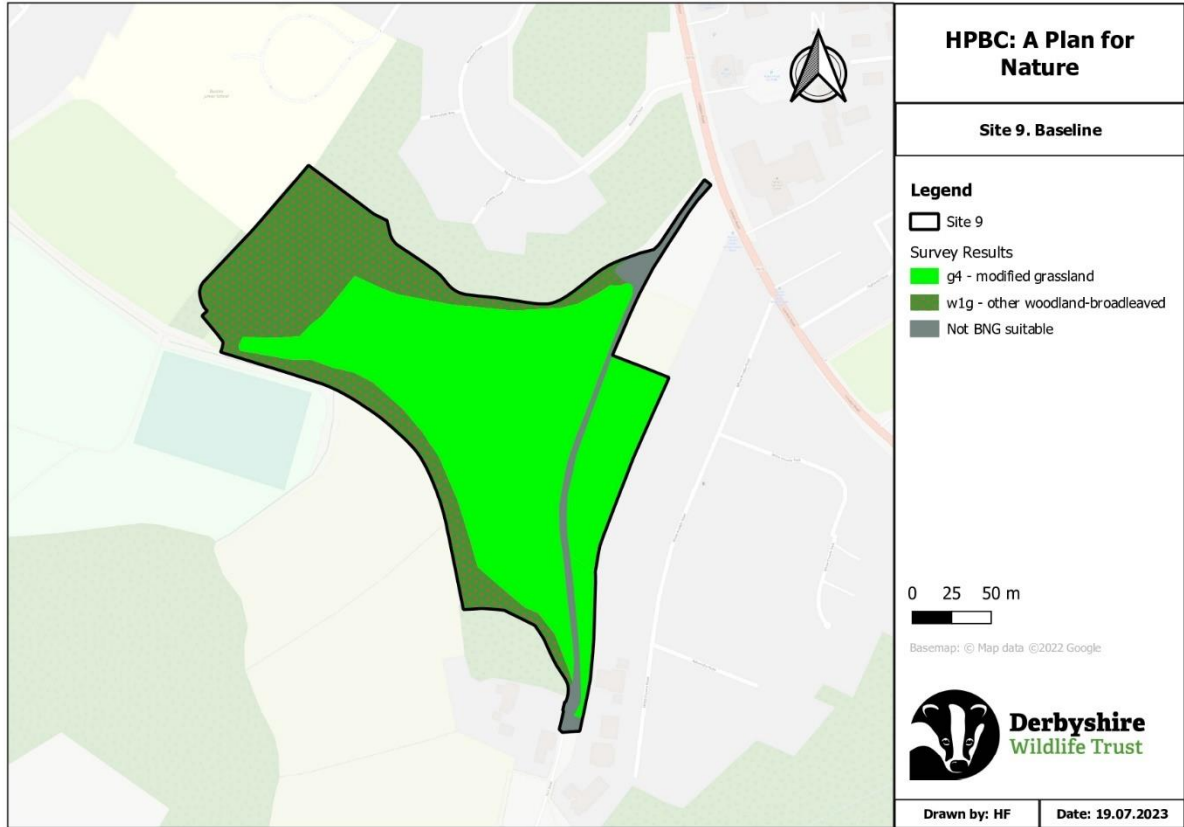 HPBC: A Plan for
Nature
Site 9. Baseline
Legend
Site 9
Survey Results
g4 - modified grassland
w1g - other woodland-broadleaved
Not BNG suitable
N
0 25 50 m
Basemap: © Map data ©2022 Google
Derbyshire
Wildlife Trust
Drawn by: HF
Date: 19.07.2023